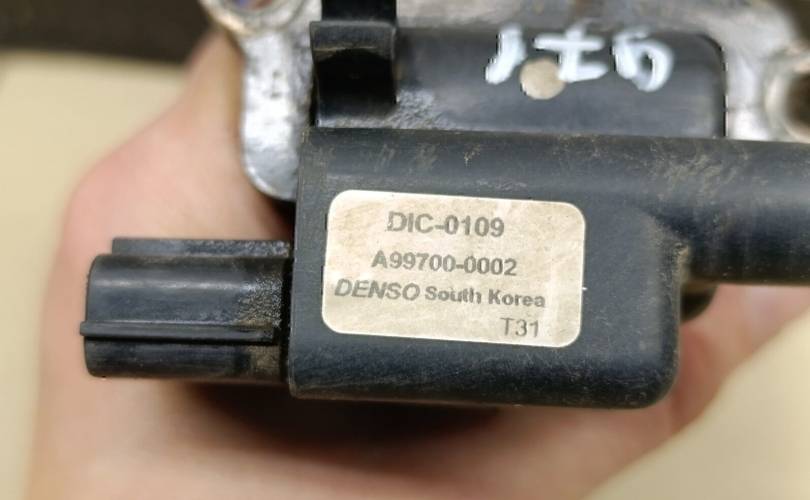 DIC-0109
A99700-0002
DENSO South Korea
T31